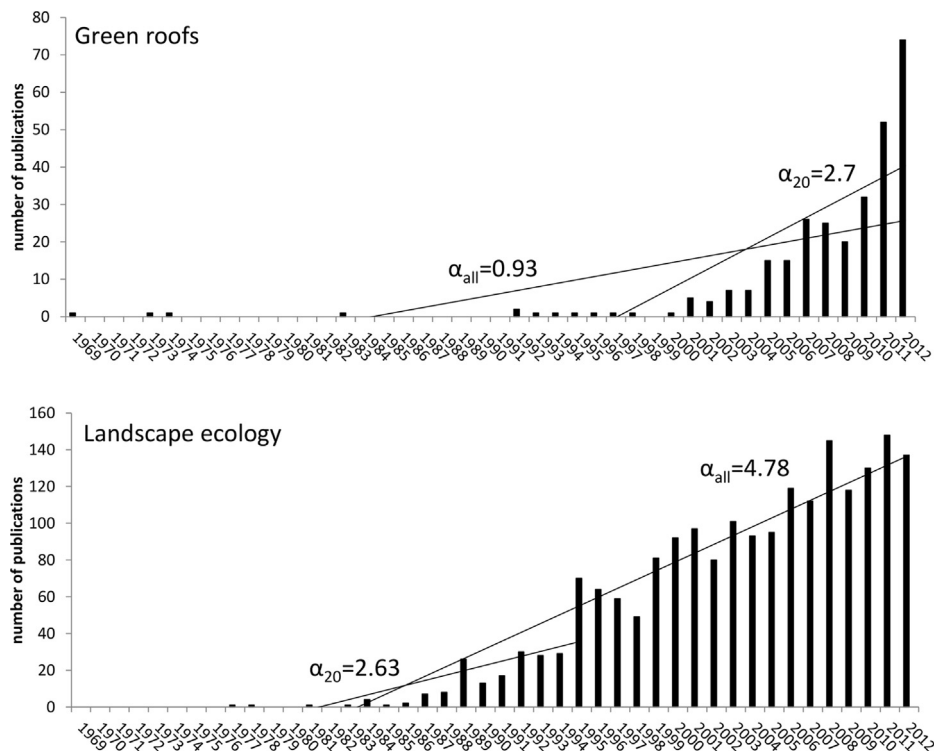 Green roofs
number of publications
80
70
60
50
40
30
20
10
0
α20=2.7
αall=0.93
1969 1970 1971 1972 1973 1974 1975 1976 1977 1978 1979 1980 1981 1982 1983 1984 1985 1986 1987 1988 1989 1990 1991 1992 1993 1994 1995 1996 1997 1998 1999 2000 2001 2002 2003 2004 2005 2006 2007 2008 2009 2010 2011 2012
Landscape ecology
number of publications
160
140
120
100
80
60
40
20
0
αall=4.78
α20=2.63
1969 1970 1971 1972 1973 1974 1975 1976 1977 1978 1979 1980 1981 1982 1983 1984 1985 1986 1987 1988 1989 1990 1991 1992 1993 1994 1995 1996 1997 1998 1999 2000 2001 2002 2003 2004 2005 2006 2007 2008 2009 2010 2011 2012